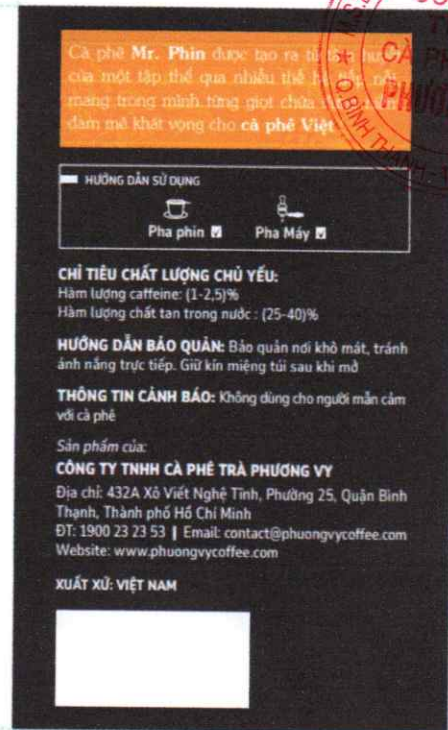 Cà phê Mr. Phin được tạo ra từ tâm huyết
của một tập thể qua nhiều thế hệ tiếp nối,
mang trong mình từng giọt chứa
đam mê khát vọng cho cà phê Việt
HƯỚNG DẪN SỬ DỤNG
Pha phin Pha Máy
CHỈ TIÊU CHẤT LƯỢNG CHỦ YẾU:
Hàm lượng caffeine: (1-2,5)%
Hàm lượng chất tan trong nước : (25-40)%
HƯỚNG DẪN BẢO QUẢN: Bảo quản nơi khô mát, tránh
ánh nắng trực tiếp. Giữ kín miệng túi sau khi mở
THÔNG TIN CẢNH BÁO: Không dùng cho người mẫn cảm
với cà phê
Sản phẩm của:
CÔNG TY TNHH CÀ PHÊ TRÀ PHƯƠNG VY
Địa chỉ: 432A Xô Viết Nghệ Tĩnh, Phường 25, Quận Bình
Thạnh, Thành phố Hồ Chí Minh
ĐT: 1900 23 23 53 | Email: contact@phuongvycoffee.com
Website: www.phuongvycoffee.com
XUẤT XỨ: VIỆT NAM